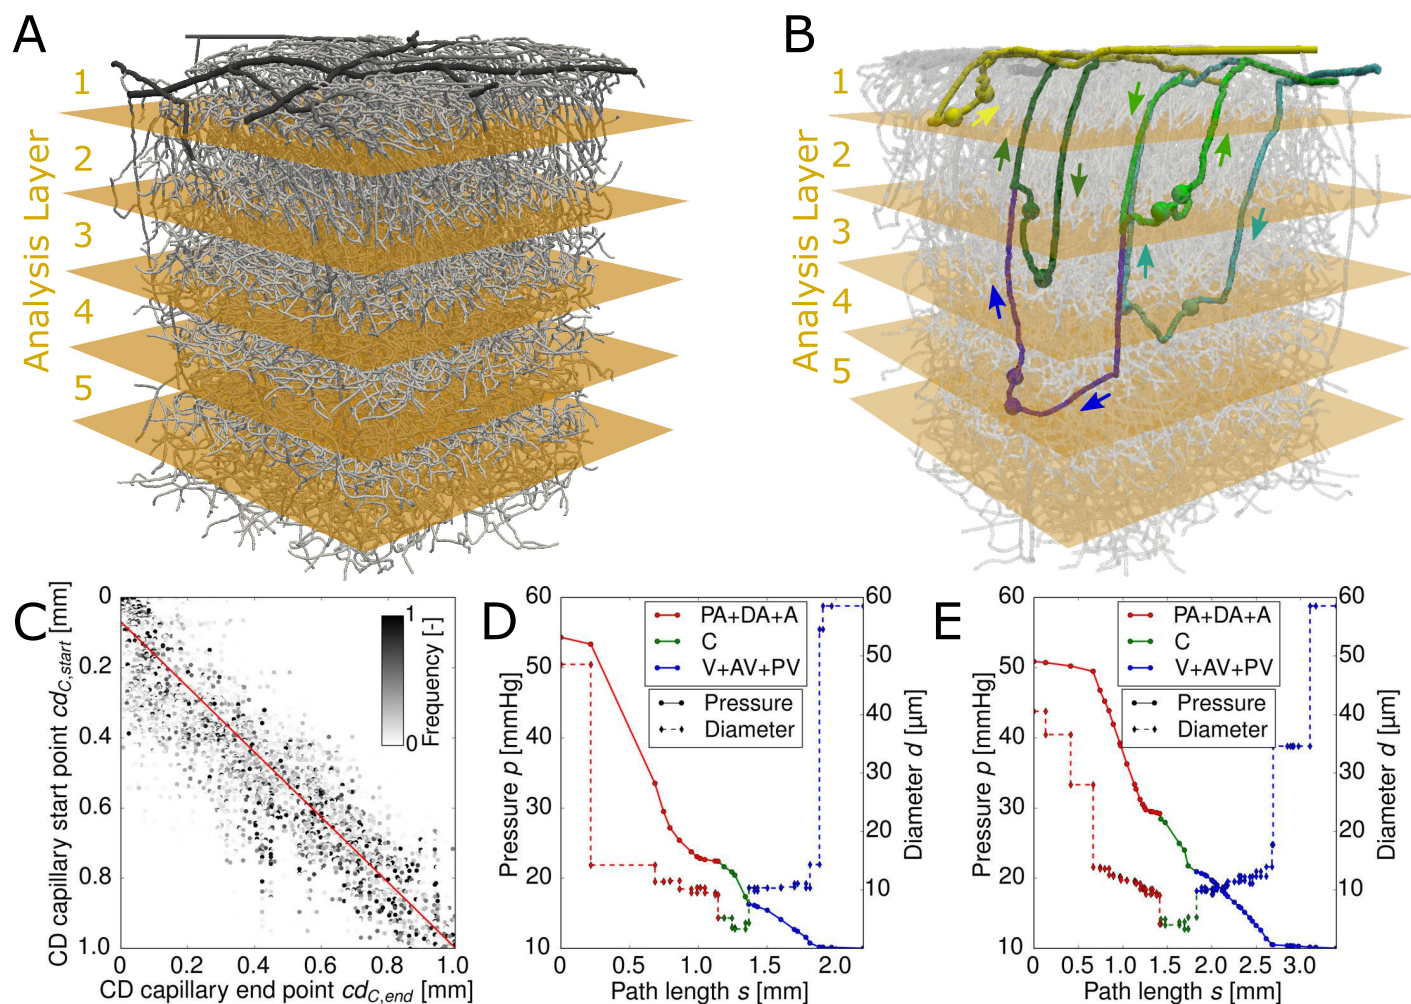 A
Analysis Layer
1
2
3
4
5
B
Analysis Layer
1
2
3
4
5
C
CD capillary start point cd_C,start [mm]
0
0.2
0.4
0.6
0.8
1.0
0 0.2 0.4 0.6 0.8 1.0
CD capillary end point cd_C,end [mm]
1
0
Frequency [-]
D
Pressure p [mmHg]
60
50
40
30
20
10
PA+DA+A
C
V+AV+PV
Pressure
Diameter
60
50
40
30
20
10
Diameter d [µm]
0 0.5 1.0 1.5 2.0
Path length s [mm]
E
Pressure p [mmHg]
60
50
40
30
20
10
PA+DA+A
C
V+AV+PV
Pressure
Diameter
60
50
40
30
20
10
Diameter d [µm]
0 0.5 1.0 1.5 2.0 2.5 3.0
Path length s [mm]